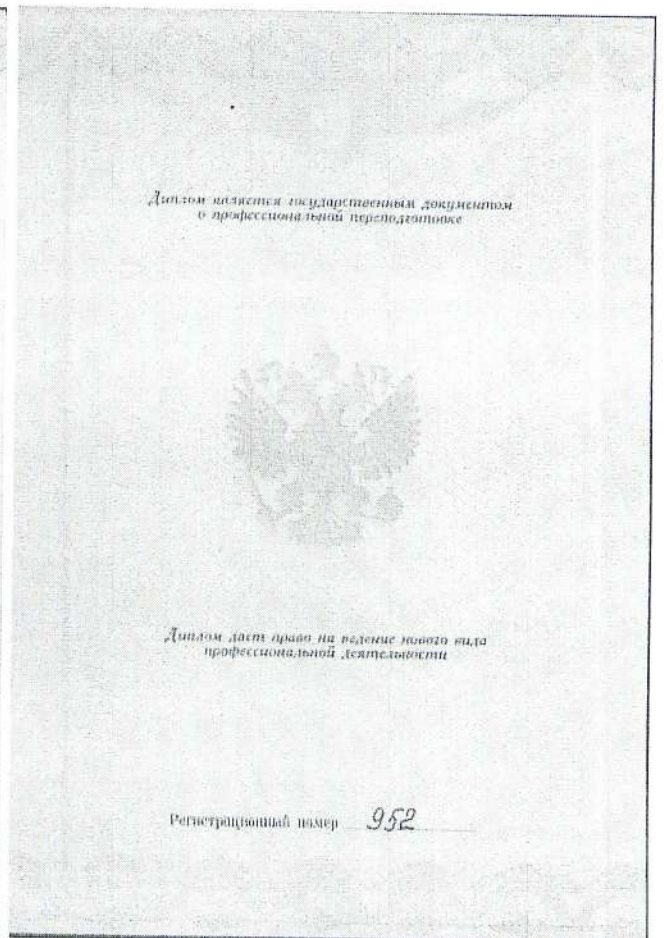 Диплом является государственным документом
о профессиональной переподготовке
Диплом дает право на ведение нового вида
профессиональной деятельности
Регистрационный номер 952